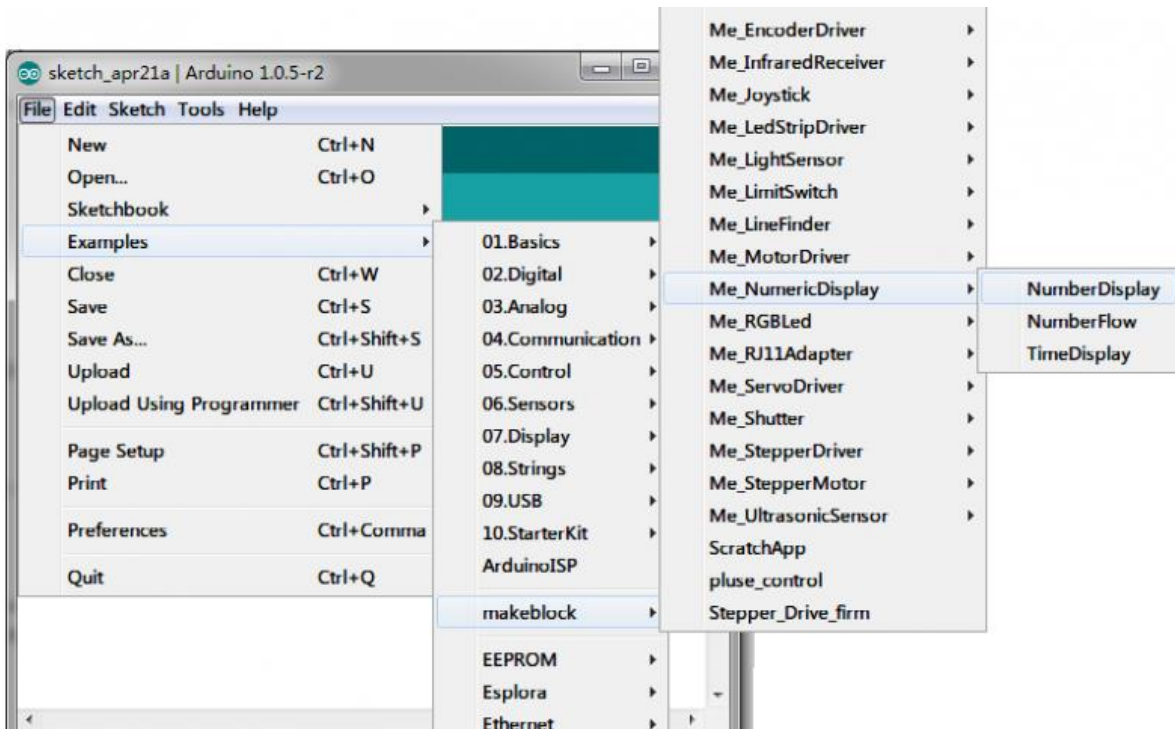 sketch_apr21a | Arduino 1.0.5-r2
File Edit Sketch Tools Help
New Ctrl+N
Open... Ctrl+O
Sketchbook
Examples
Close Ctrl+W
Save Ctrl+S
Save As... Ctrl+Shift+S
Upload Ctrl+U
Upload Using Programmer Ctrl+Shift+U
Page Setup Ctrl+Shift+P
Print Ctrl+P
Preferences Ctrl+Comma
Quit Ctrl+Q
01.Basics
02.Digital
03.Analog
04.Communication
05.Control
06.Sensors
07.Display
08.Strings
09.USB
10.StarterKit
ArduinoISP
makeblock
EEPROM
Esplora
Ethernet
Me_EncoderDriver
Me_InfraredReceiver
Me_Joystick
Me_LedStripDriver
Me_LightSensor
Me_LimitSwitch
Me_LineFinder
Me_MotorDriver
Me_NumericDisplay
Me_RGBLed
Me_RJ11Adapter
Me_ServoDriver
Me_Shutter
Me_StepperDriver
Me_StepperMotor
Me_UltrasonicSensor
ScratchApp
pluse_control
Stepper_Drive_firm
NumberDisplay
NumberFlow
TimeDisplay